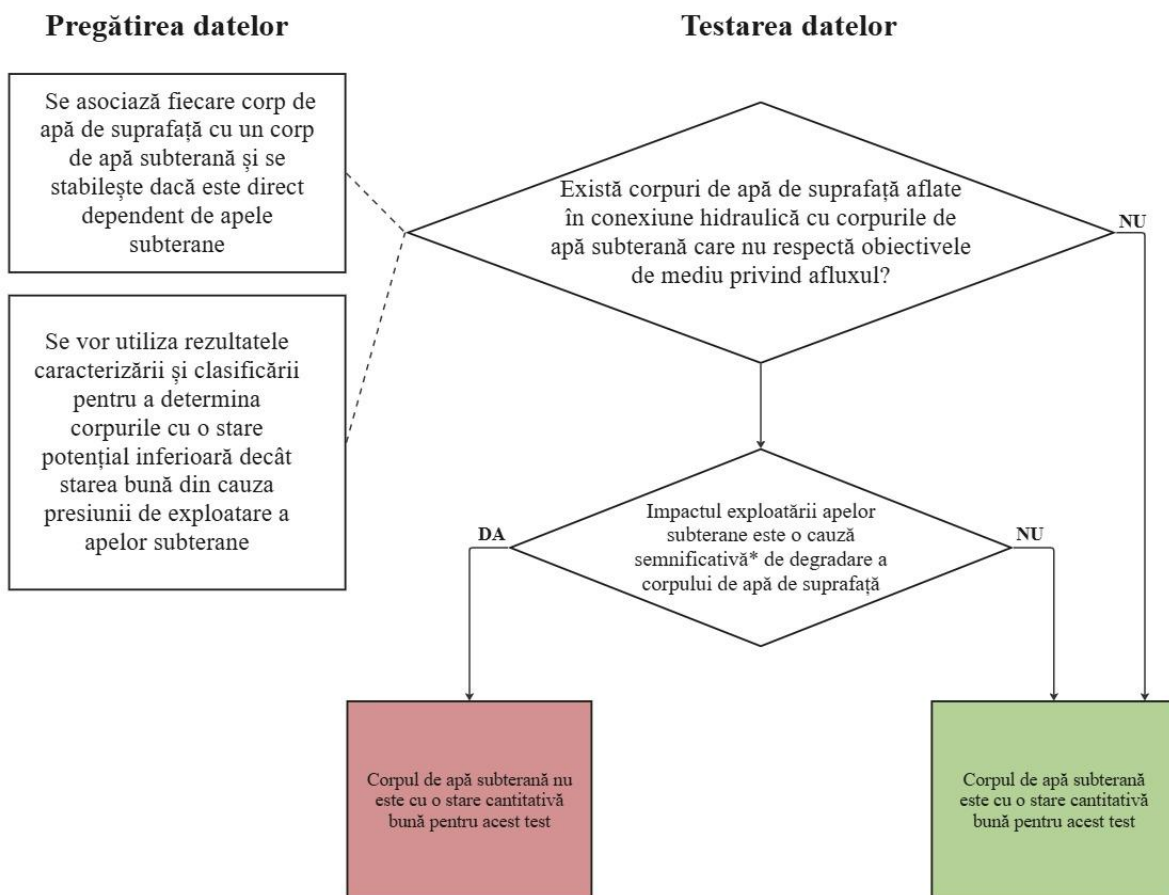 Pregătirea datelor
Testarea datelor
Se asociază fiecare corp de
apă de suprafață cu un corp
de apă subterană și se
stabilește dacă este direct
dependent de apele
subterane
Se vor utiliza rezultatele
caracterizării și clasificării
pentru a determina
corpurile cu o stare
potențial inferioară decât
starea bună din cauza
presiunii de exploatare a
apelor subterane
Există corpuri de apă de suprafață aflate
în conexiune hidraulică cu corpurile de
apă subterană care nu respectă obiectivele
de mediu privind afluxul?
NU
Impactul exploatării apelor
subterane este o cauză
semnificativă* de degradare a
corpului de apă de suprafață
DA
NU
Corpul de apă subterană nu
este cu o stare cantitativă
bună pentru acest test
Corpul de apă subterană
este cu o stare cantitativă
bună pentru acest test